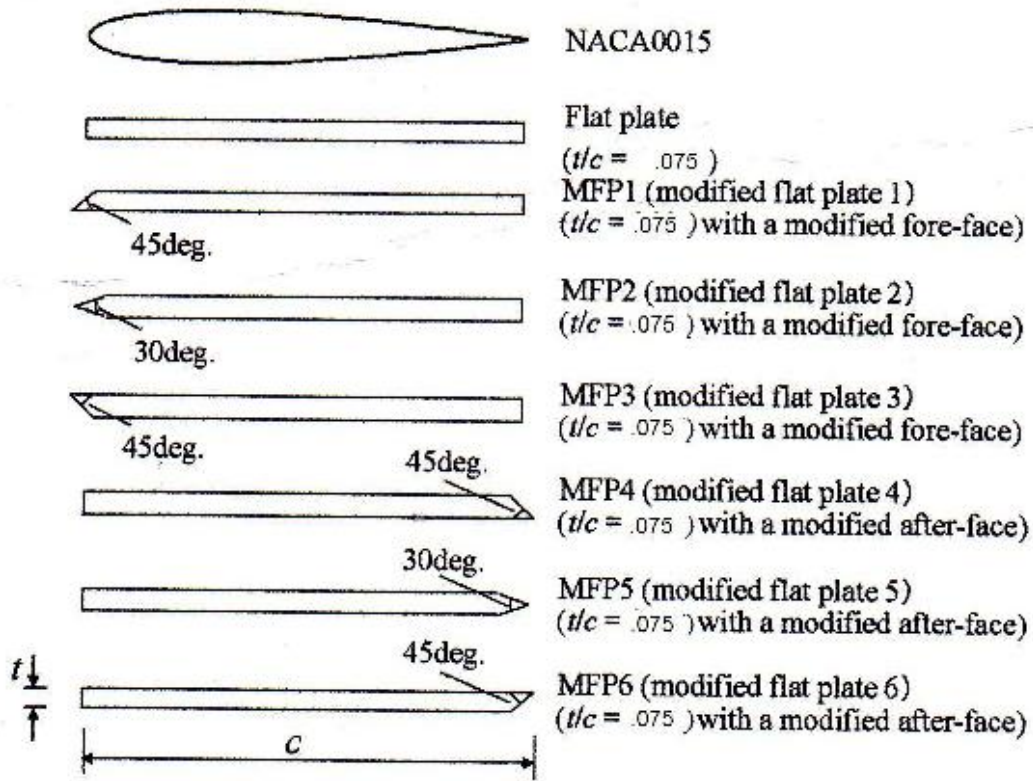 NACA0015
Flat plate
(t/c = .075 )
MFP1 (modified flat plate 1)
(t/c = .075 ) with a modified fore-face)
45deg.
MFP2 (modified flat plate 2)
(t/c = .075 ) with a modified fore-face)
30deg.
MFP3 (modified flat plate 3)
(t/c = .075 ) with a modified fore-face)
45deg.
45deg.
MFP4 (modified flat plate 4)
(t/c = .075 ) with a modified after-face)
30deg.
MFP5 (modified flat plate 5)
(t/c = .075 ) with a modified after-face)
45deg.
t
MFP6 (modified flat plate 6)
(t/c = .075 ) with a modified after-face)
c